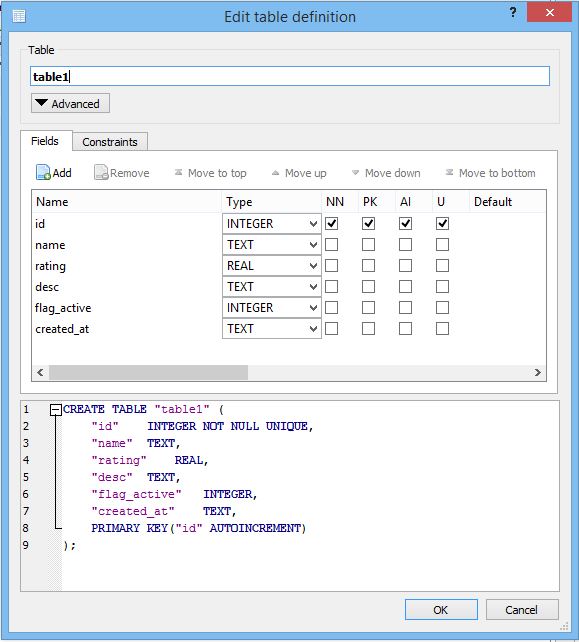 Edit table definition
?
Table
table1
Advanced
Fields Constraints
Add Remove Move to top Move up Move down Move to bottom
Name Type NN PK AI U Default
id INTEGER
name TEXT
rating REAL
desc TEXT
flag_active INTEGER
created_at TEXT
1 CREATE TABLE "table1" (
2 "id" INTEGER NOT NULL UNIQUE,
3 "name" TEXT,
4 "rating" REAL,
5 "desc" TEXT,
6 "flag_active" INTEGER,
7 "created_at" TEXT,
8 PRIMARY KEY("id" AUTOINCREMENT)
9 );
OK Cancel